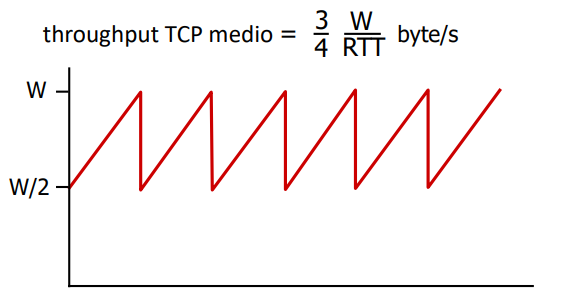 throughput TCP medio = 3/4 W/RTT byte/s
W
W/2